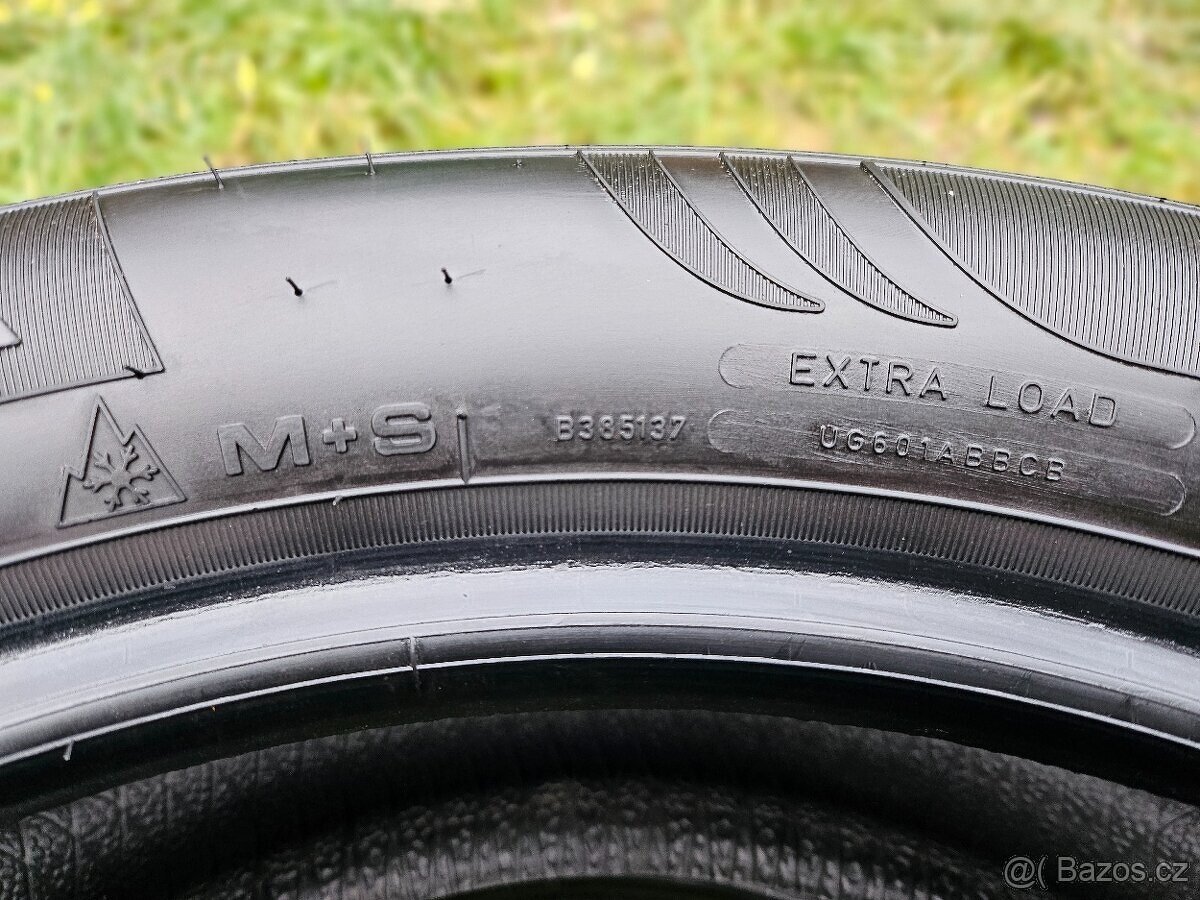 EXTRA LOAD
M+S
B385137
UG601ABBCB
@( Bazos.cz